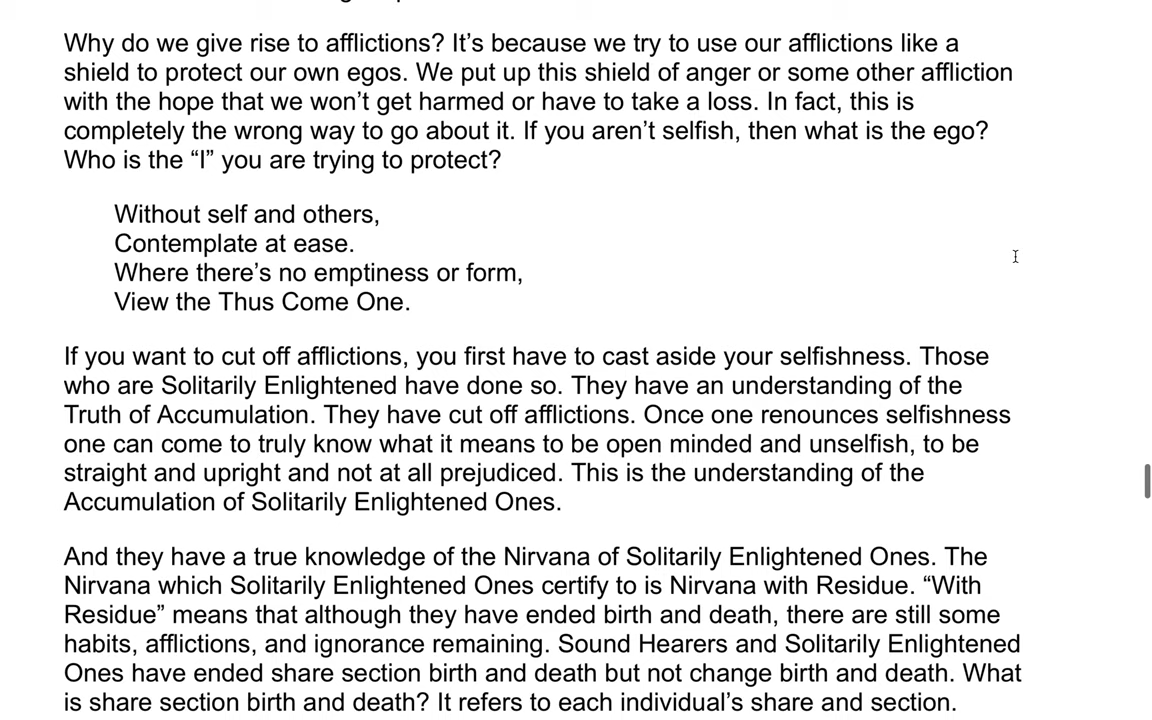 Why do we give rise to afflictions? It’s because we try to use our afflictions like a
shield to protect our own egos. We put up this shield of anger or some other affliction
with the hope that we won’t get harmed or have to take a loss. In fact, this is
completely the wrong way to go about it. If you aren’t selfish, then what is the ego?
Who is the “I” you are trying to protect?
Without self and others,
Contemplate at ease.
Where there’s no emptiness or form,
View the Thus Come One.
If you want to cut off afflictions, you first have to cast aside your selfishness. Those
who are Solitarily Enlightened have done so. They have an understanding of the
Truth of Accumulation. They have cut off afflictions. Once one renounces selfishness
one can come to truly know what it means to be open minded and unselfish, to be
straight and upright and not at all prejudiced. This is the understanding of the
Accumulation of Solitarily Enlightened Ones.
And they have a true knowledge of the Nirvana of Solitarily Enlightened Ones. The
Nirvana which Solitarily Enlightened Ones certify to is Nirvana with Residue. “With
Residue” means that although they have ended birth and death, there are still some
habits, afflictions, and ignorance remaining. Sound Hearers and Solitarily Enlightened
Ones have ended share section birth and death but not change birth and death. What
is share section birth and death? It refers to each individual’s share and section.